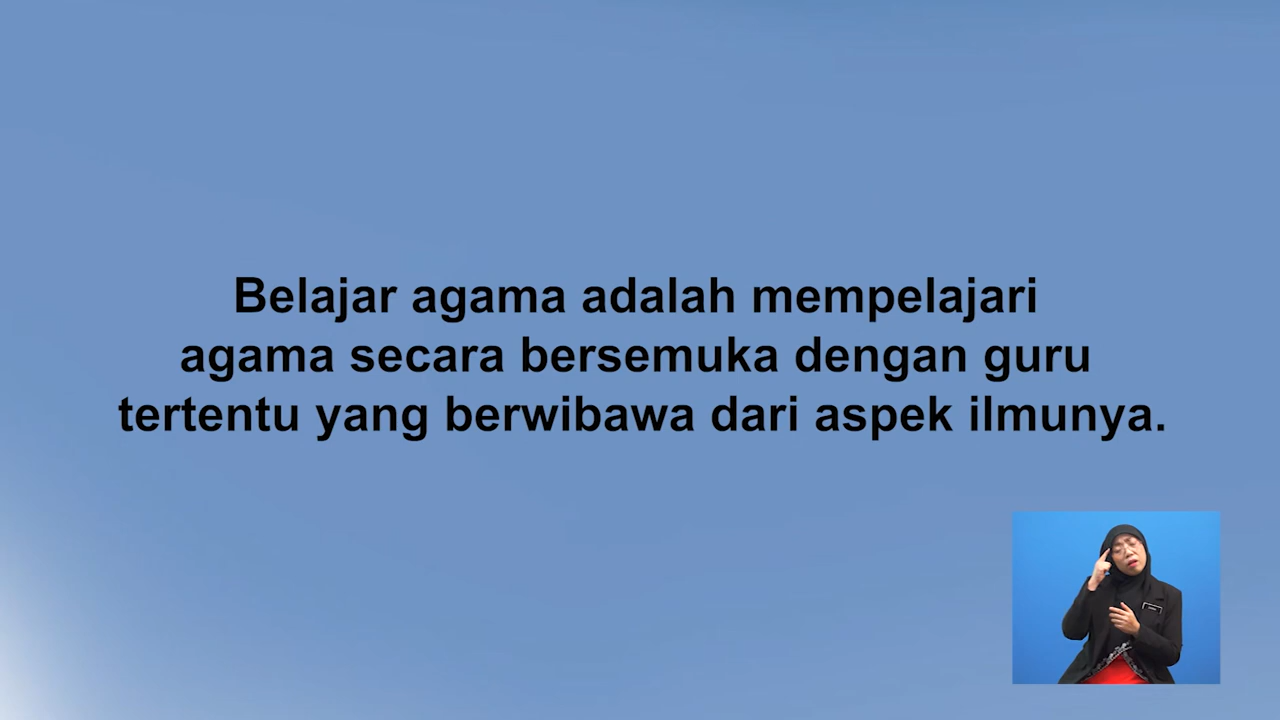 Belajar agama adalah mempelajari
agama secara bersemuka dengan guru
tertentu yang berwibawa dari aspek ilmunya.